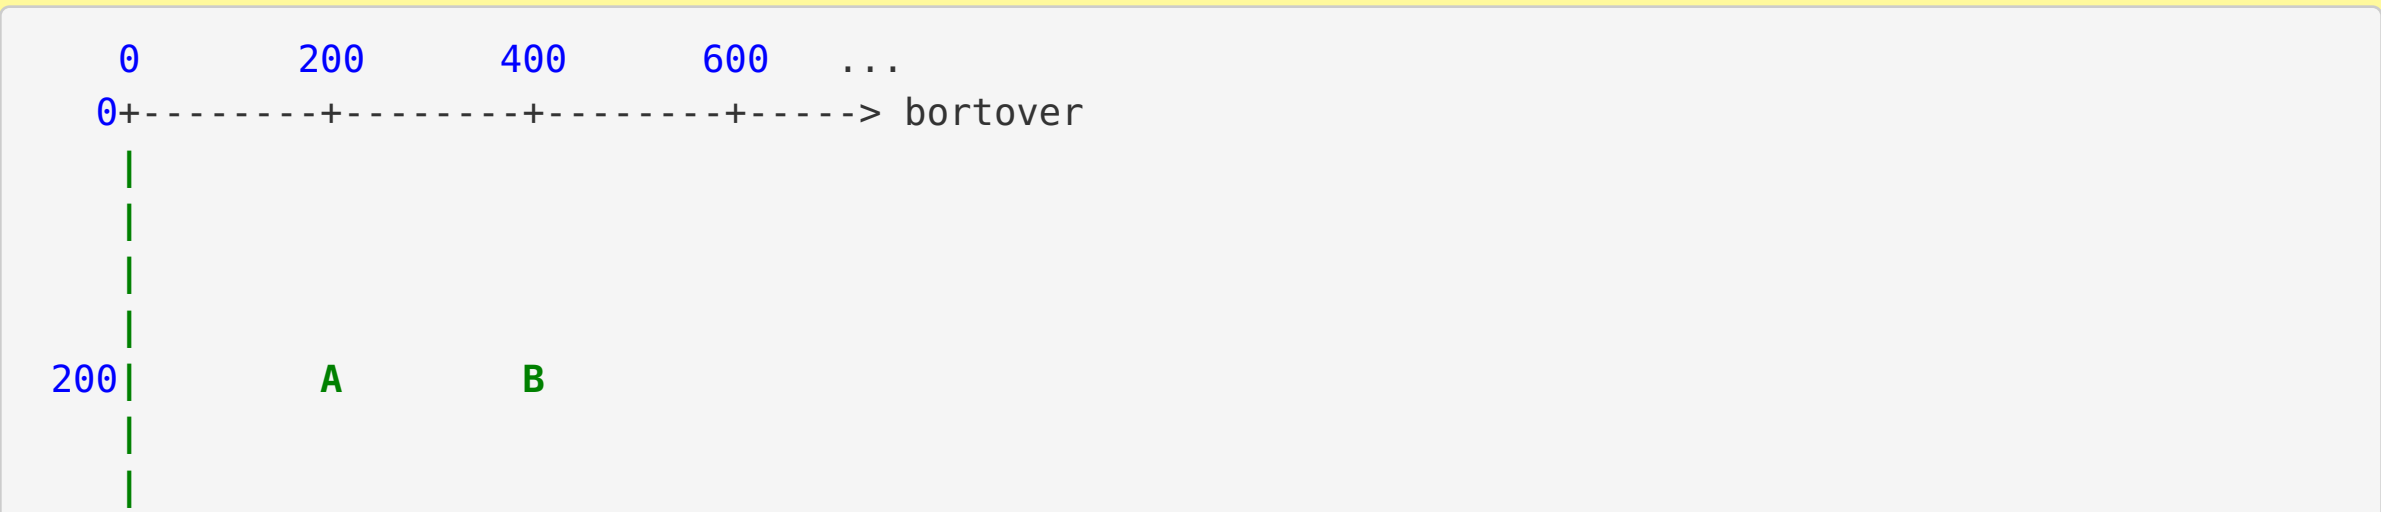 0       200      400      600   ...
0+--------+--------+--------+-----> bortover
|
|
|
|
200|        A        B
|
|